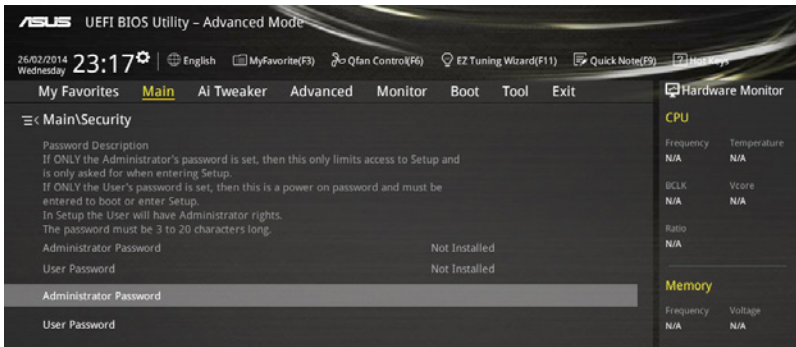 ASUS UEFI BIOS Utility – Advanced Mode
26/02/2014 Wednesday 23:17 English MyFavorite(F3) Qfan Control(F6) EZ Tuning Wizard(F11) Quick Note(F9) Hot Keys
My Favorites Main Ai Tweaker Advanced Monitor Boot Tool Exit
Hardware Monitor
Main\Security
Password Description
If ONLY the Administrator's password is set, then this only limits access to Setup and
is only asked for when entering Setup.
If ONLY the User's password is set, then this is a power on password and must be
entered to boot or enter Setup.
In Setup the User will have Administrator rights.
The password must be 3 to 20 characters long.
Administrator Password Not Installed
User Password Not Installed
Administrator Password
User Password
CPU
Frequency Temperature
N/A N/A
BCLK Vcore
N/A N/A
Ratio
N/A
Memory
Frequency Voltage
N/A N/A